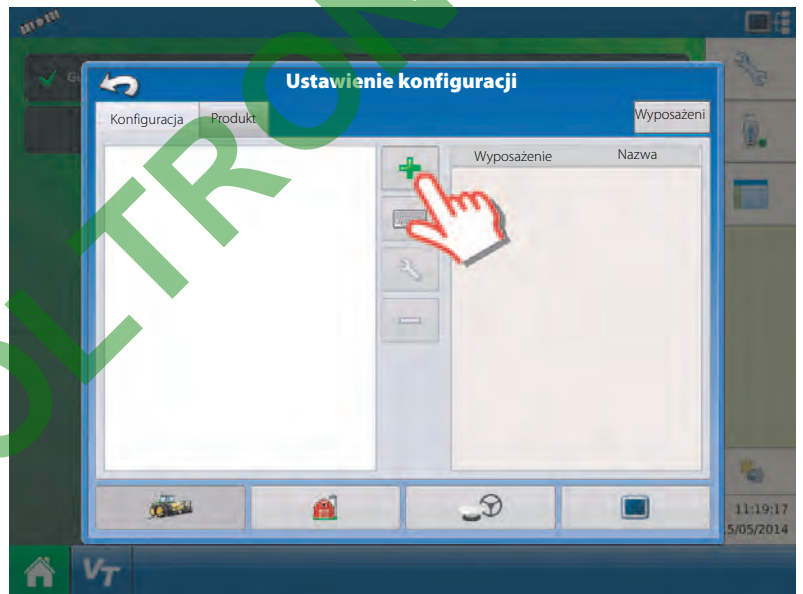 Ustawienie konfiguracji
Konfiguracja Produkt Wyposażeni
Wyposażenie Nazwa
11:19:17
5/05/2014
VT